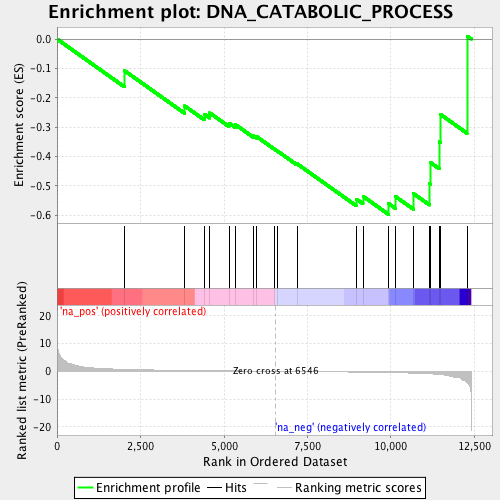 Enrichment plot: DNA_CATABOLIC_PROCESS
Enrichment score (ES)
0.0
-0.1
-0.2
-0.3
-0.4
-0.5
-0.6
'na_pos' (positively correlated)
Ranked list metric (PreRanked)
20
10
0
-10
-20
Zero cross at 6546
'na_neg' (negatively correlated)
0
2,500
5,000
7,500
10,000
12,500
Rank in Ordered Dataset
Enrichment profile
Hits
Ranking metric scores